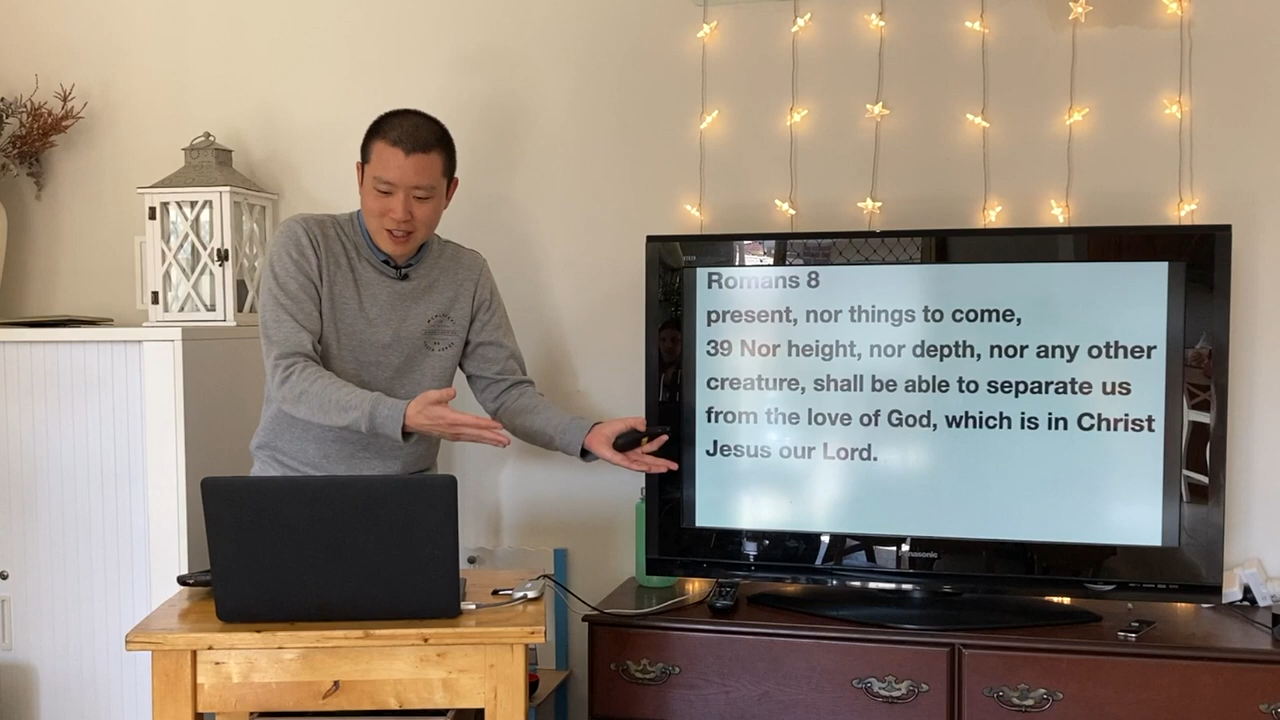 Romans 8
present, nor things to come,
39 Nor height, nor depth, nor any other
creature, shall be able to separate us
from the love of God, which is in Christ
Jesus our Lord.
Panasonic